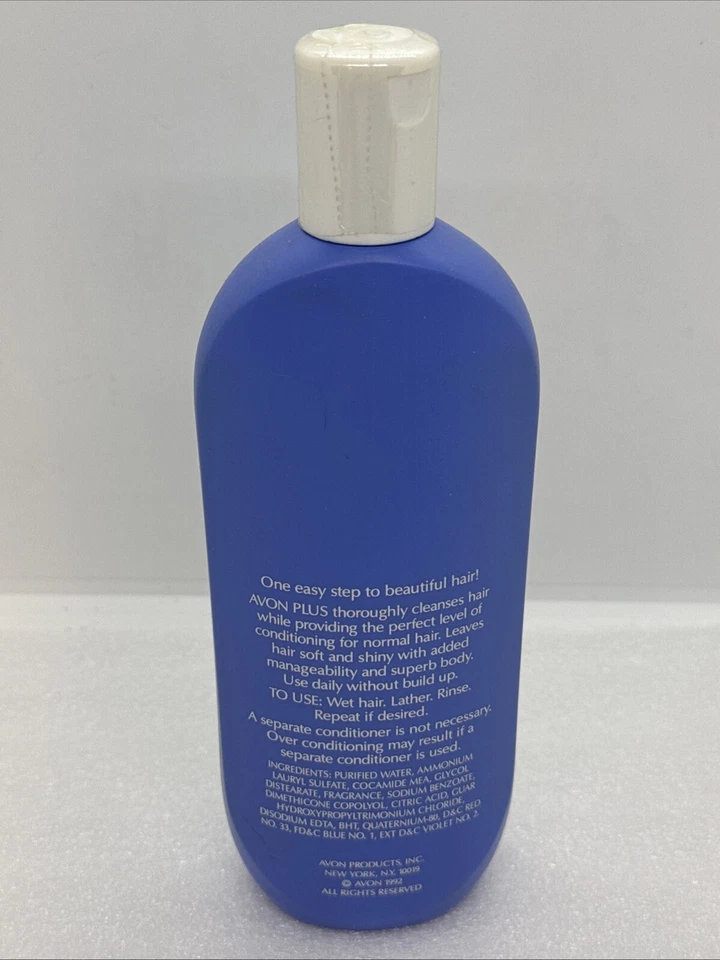 One easy step to beautiful hair!
AVON PLUS thoroughly cleanses hair
while providing the perfect level of
conditioning for normal hair. Leaves
hair soft and shiny with added
manageability and superb body.
Use daily without build up.
TO USE: Wet hair. Lather. Rinse.
Repeat if desired.
A separate conditioner is not necessary.
Over conditioning may result if a
separate conditioner is used.
INGREDIENTS: PURIFIED WATER, AMMONIUM
LAURYL SULFATE, COCAMIDE MEA, GLYCOL
DISTEARATE, FRAGRANCE, SODIUM BENZOATE,
DIMETHICONE COPOLYOL, CITRIC ACID, GUAR
HYDROXYPROPYLTRIMONIUM CHLORIDE,
DISODIUM EDTA, BHT, QUATERNIUM-80, D&C RED
NO. 33, FD&C BLUE NO. 1, EXT D&C VIOLET NO. 2.
AVON PRODUCTS, INC.
NEW YORK, N.Y. 10019
© AVON 1992
ALL RIGHTS RESERVED